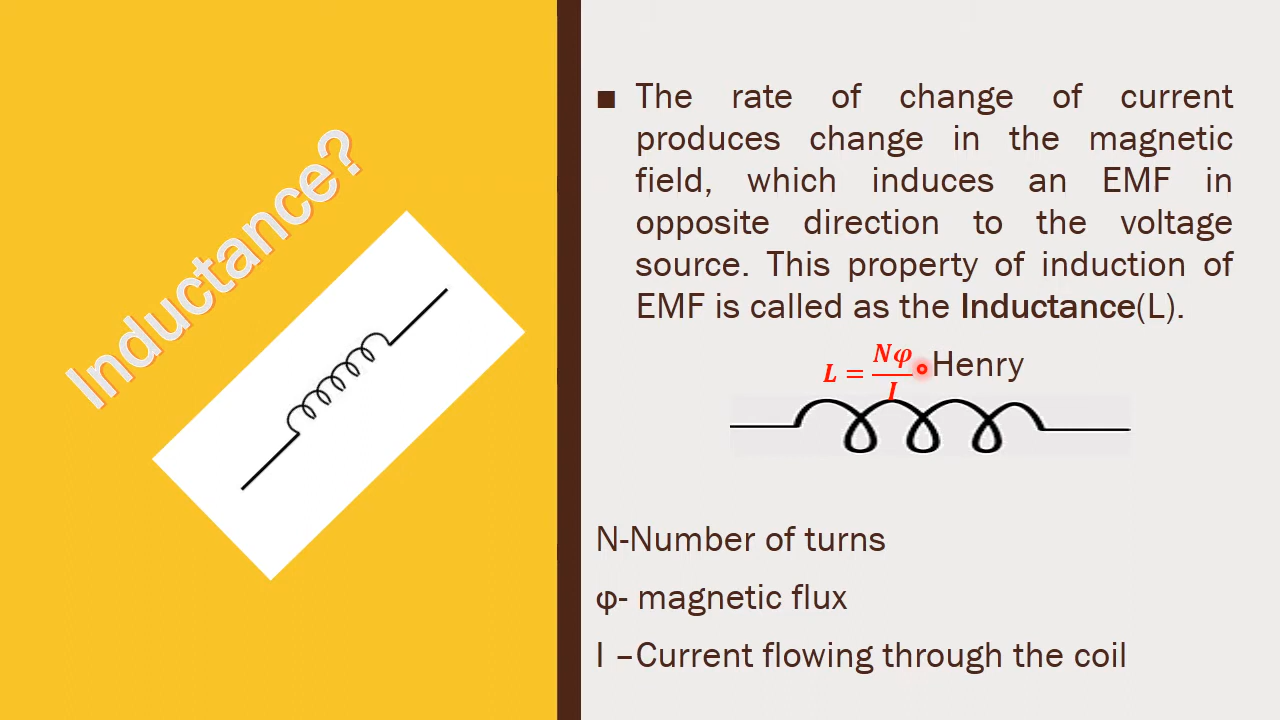 Inductance?
■ The rate of change of current
produces change in the magnetic
field, which induces an EMF in
opposite direction to the voltage
source. This property of induction of
EMF is called as the Inductance(L).
L = Nφ/I Henry
N-Number of turns
φ- magnetic flux
I –Current flowing through the coil